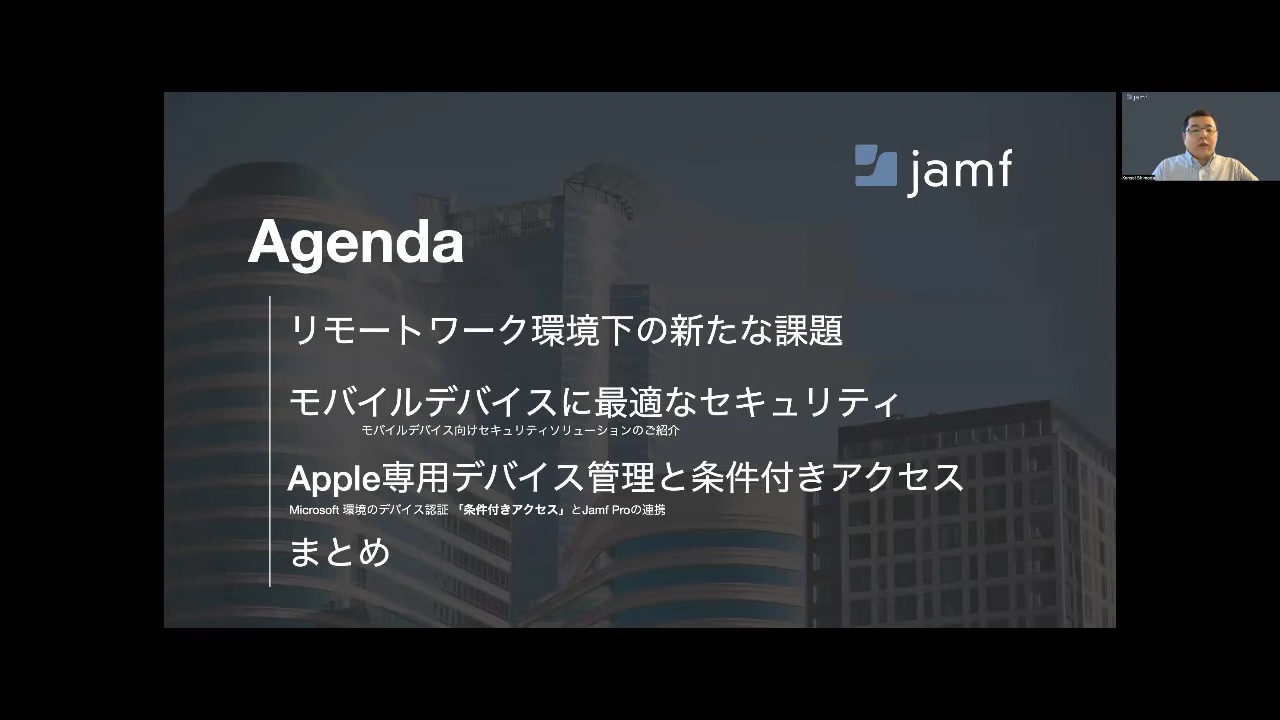 jamf
jamf
Agenda
リモートワーク環境下の新たな課題
モバイルデバイスに最適なセキュリティ
モバイルデバイス向けセキュリティソリューションのご紹介
Apple専用デバイス管理と条件付きアクセス
Microsoft 環境のデバイス認証 「条件付きアクセス」とJamf Proの連携
まとめ